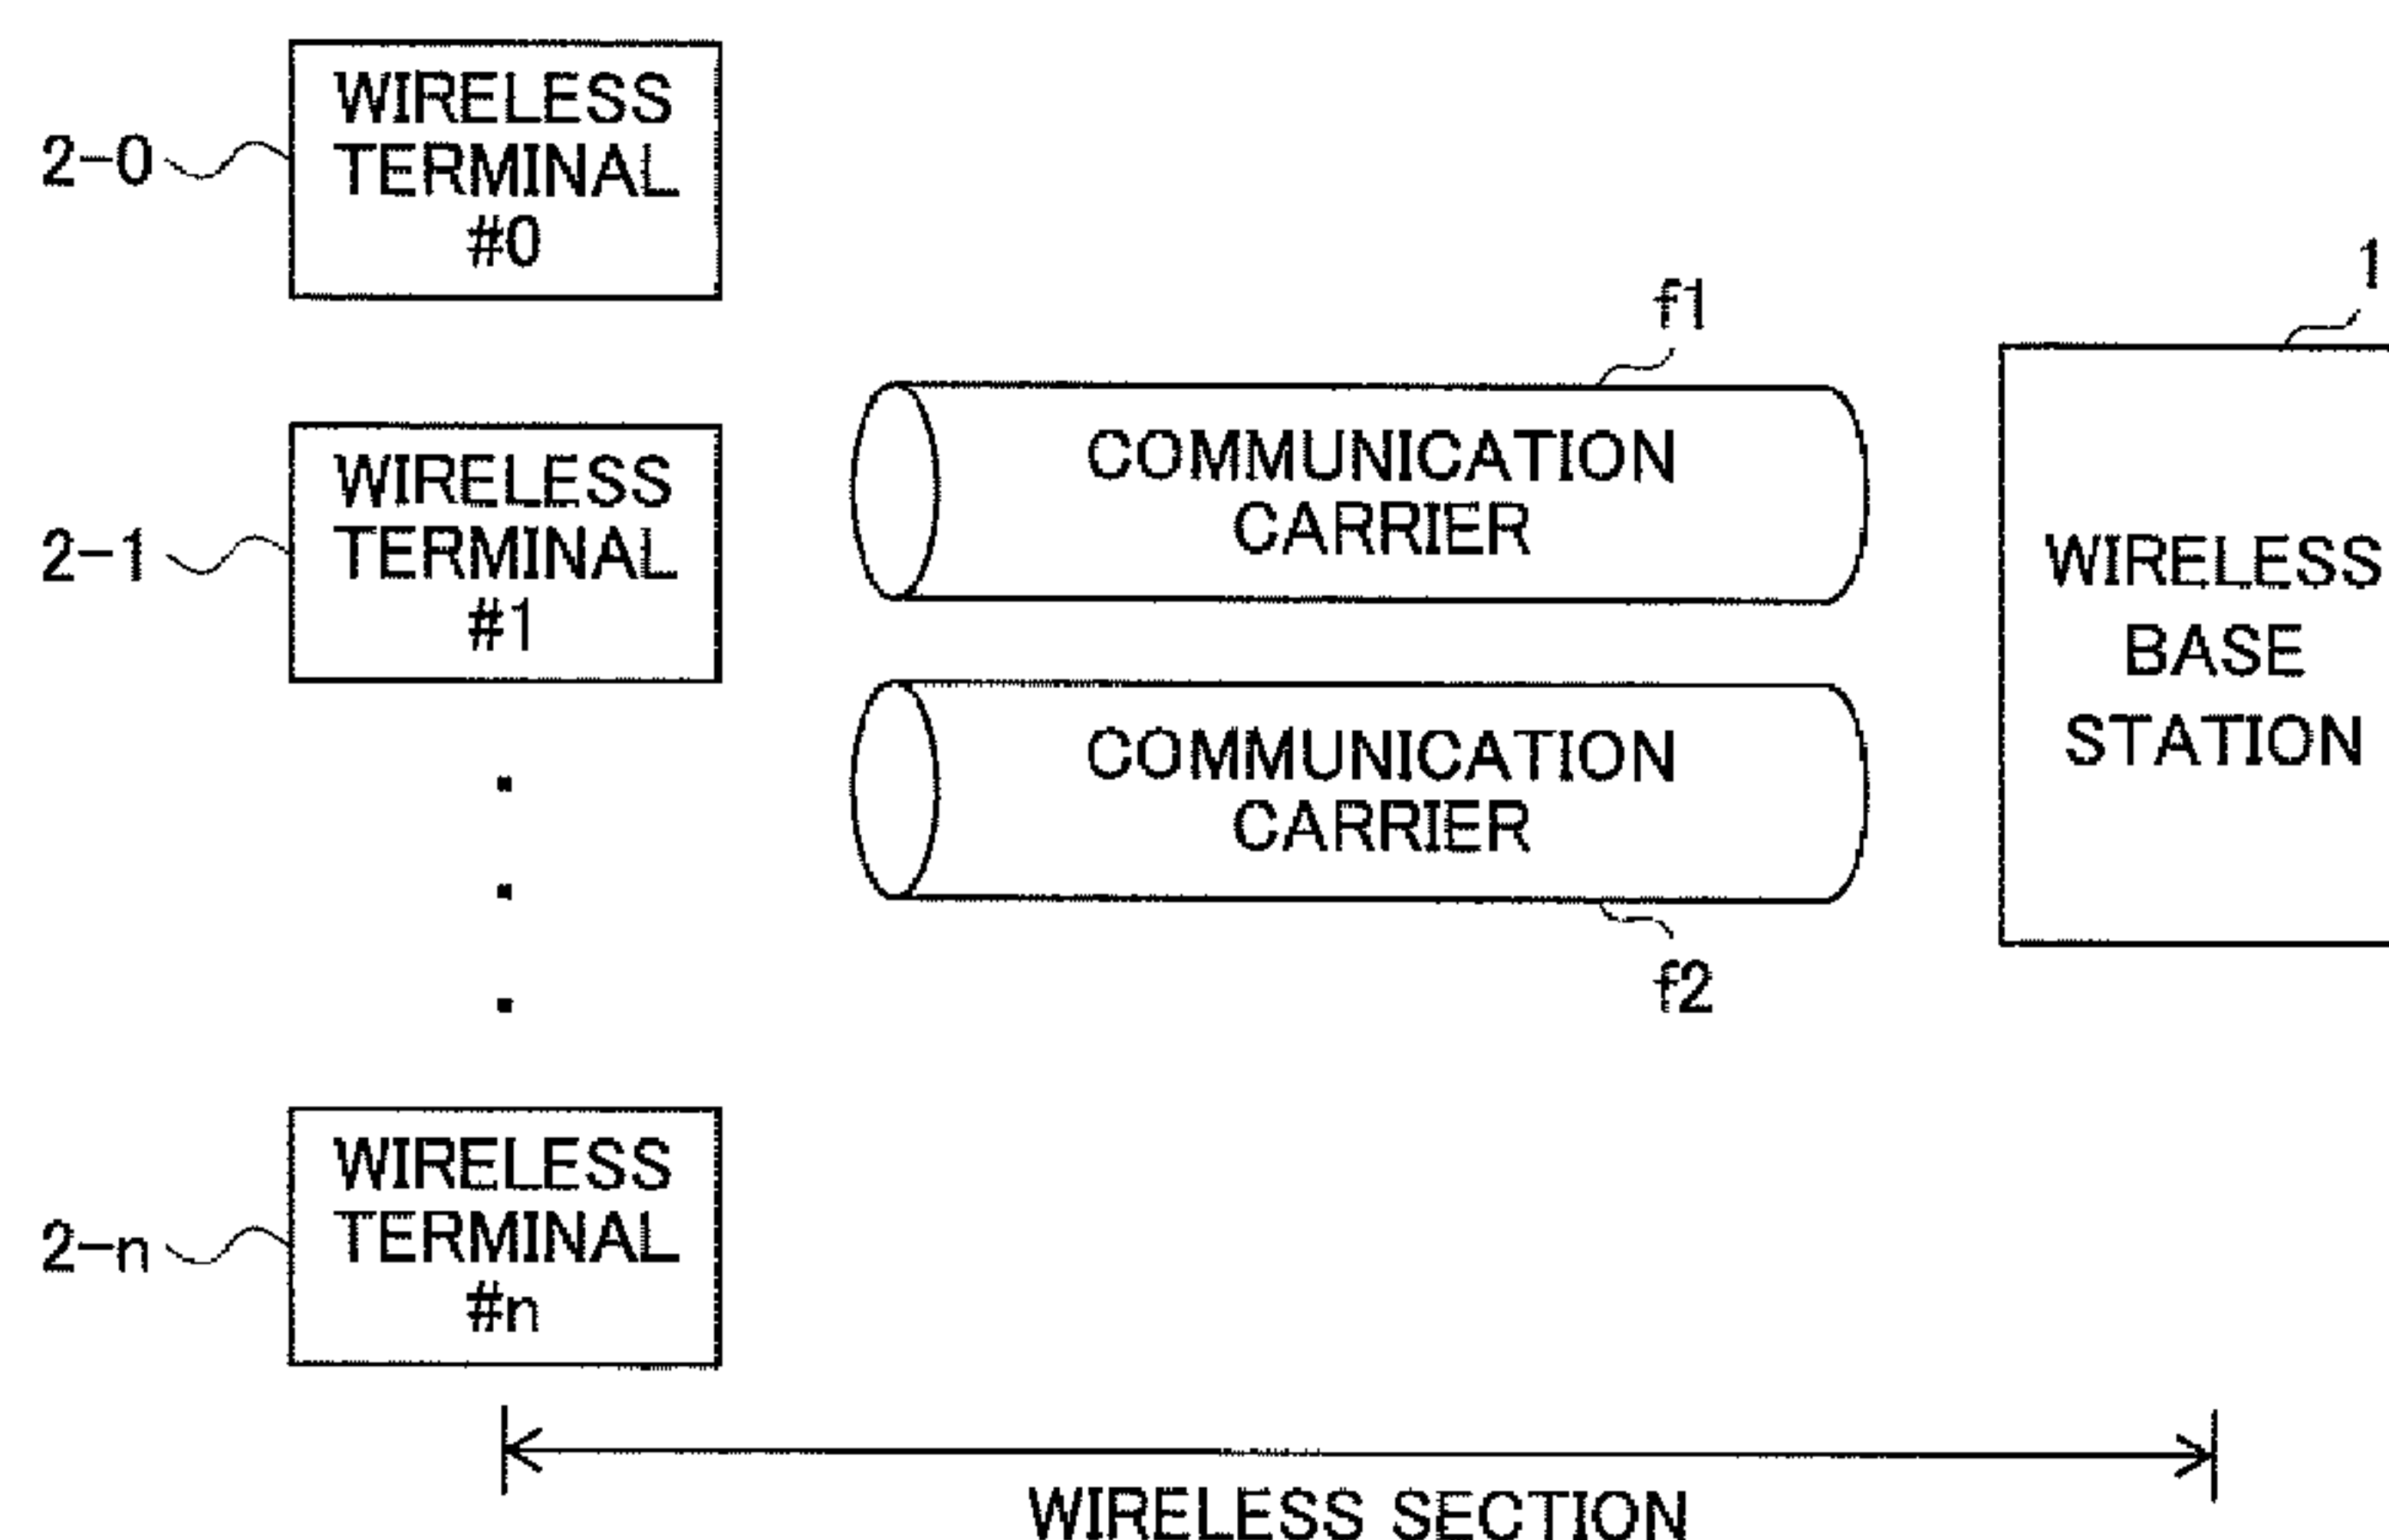 2-0
WIRELESS
TERMINAL
#0
2-1
WIRELESS
TERMINAL
#1
2-n
WIRELESS
TERMINAL
#n
f1
COMMUNICATION
CARRIER
COMMUNICATION
CARRIER
f2
1
WIRELESS
BASE
STATION
WIRELESS SECTION